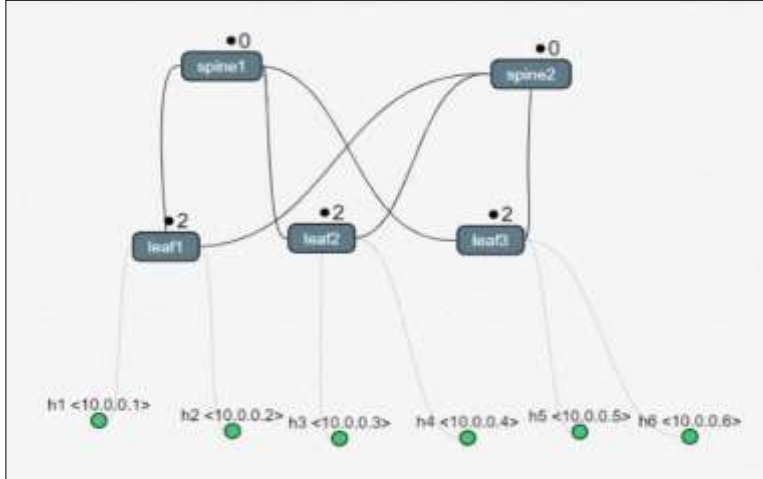 ●0
●0
spine1
spine2
●2
●2
●2
leaf1
leaf2
leaf3
h1 <10.0.0.1>
h2 <10.0.0.2>
h3 <10.0.0.3>
h4 <10.0.0.4>
h5 <10.0.0.5>
h6 <10.0.0.6>